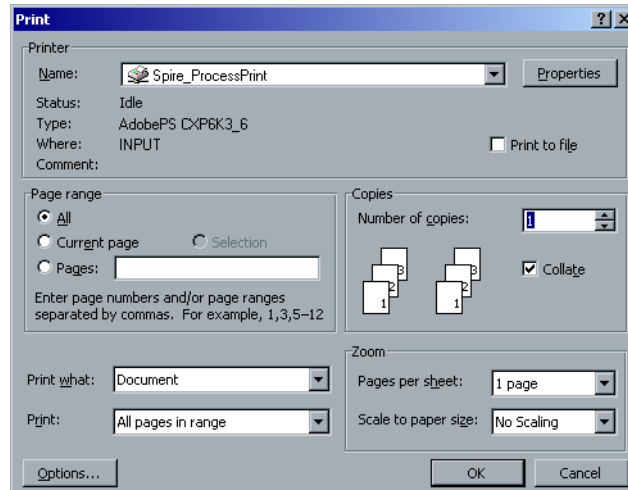 Print
Printer
Name: Spire_ProcessPrint Properties
Status: Idle
Type: AdobePS CXP6K3_6
Where: INPUT Print to file
Comment:
Page range
All
Current page Selection
Pages:
Enter page numbers and/or page ranges
separated by commas. For example, 1,3,5–12
Copies
Number of copies: 1
3 3
2 2
1 1
Collate
Print what: Document
Print: All pages in range
Zoom
Pages per sheet: 1 page
Scale to paper size: No Scaling
Options... OK Cancel